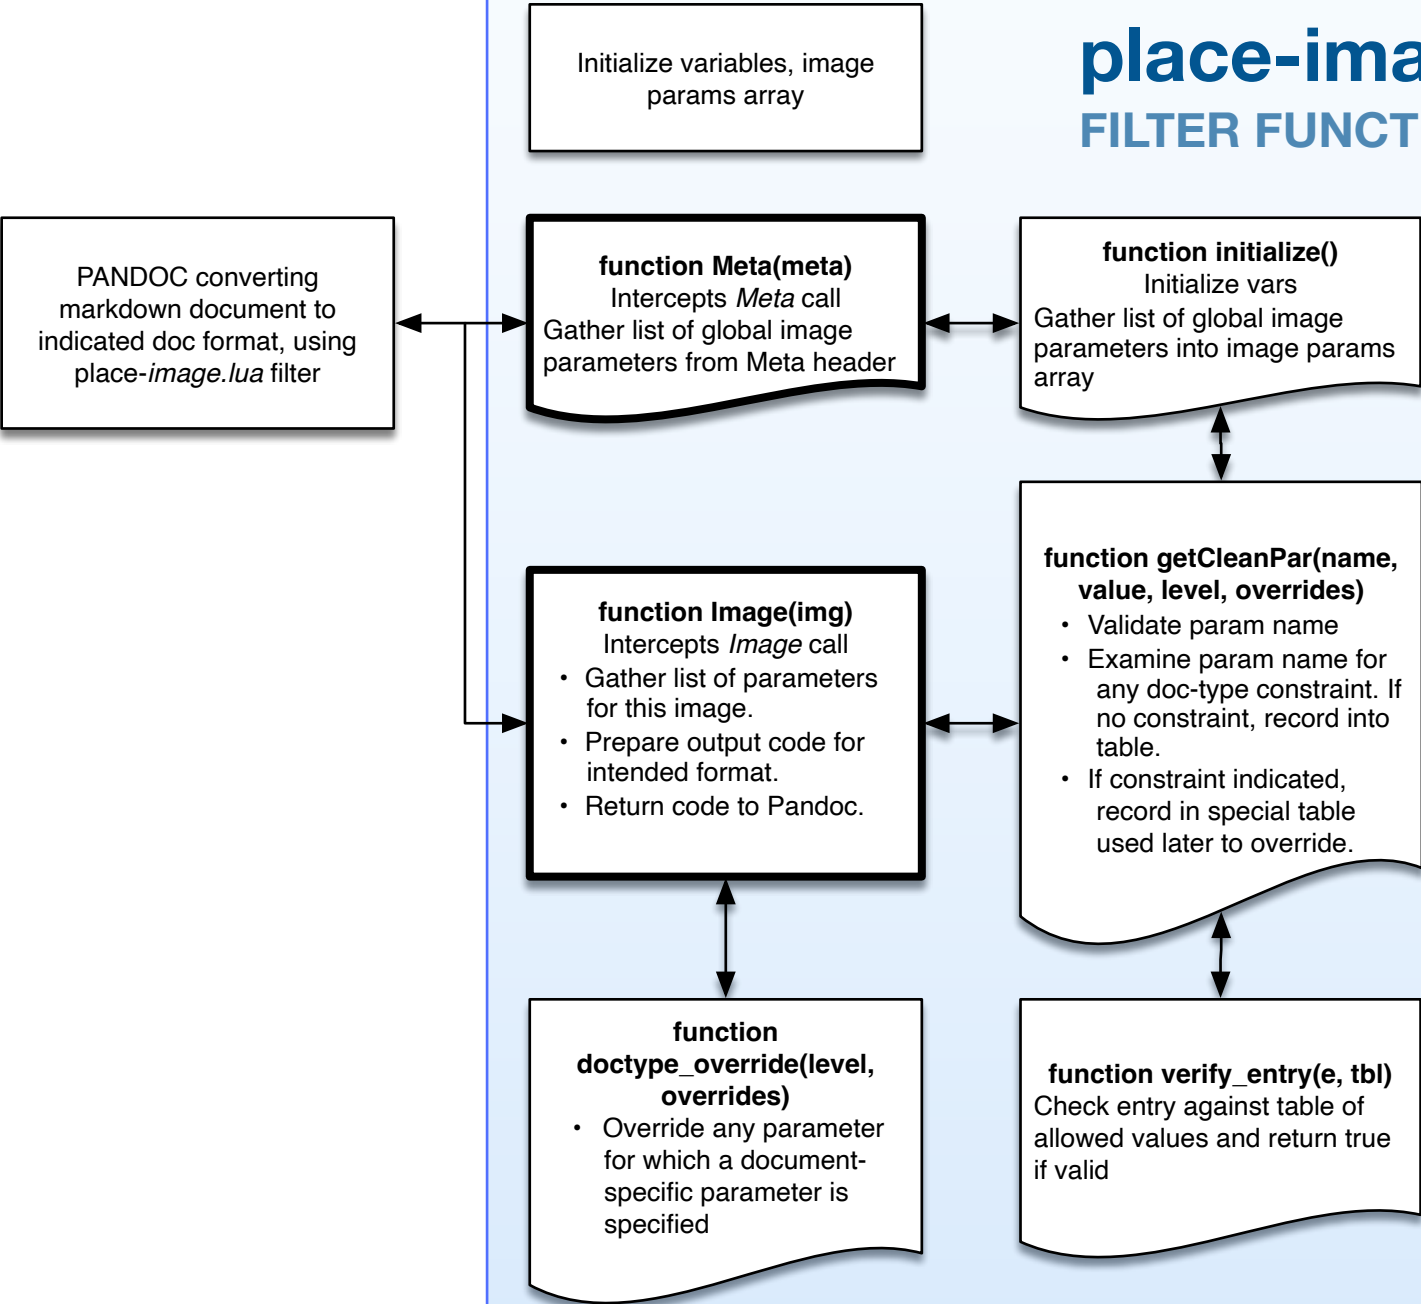 Initialize variables, image
params array
place-ima
FILTER FUNCT
PANDOC converting
markdown document to
indicated doc format, using
place-image.lua filter
function Meta(meta)
Intercepts Meta call
Gather list of global image
parameters from Meta header
function initialize()
Initialize vars
Gather list of global image
parameters into image params
array
function Image(img)
Intercepts Image call
• Gather list of parameters
for this image.
• Prepare output code for
intended format.
• Return code to Pandoc.
function getCleanPar(name,
value, level, overrides)
• Validate param name
• Examine param name for
any doc-type constraint. If
no constraint, record into
table.
• If constraint indicated,
record in special table
used later to override.
function
doctype_override(level,
overrides)
• Override any parameter
for which a document-
specific parameter is
specified
function verify_entry(e, tbl)
Check entry against table of
allowed values and return true
if valid